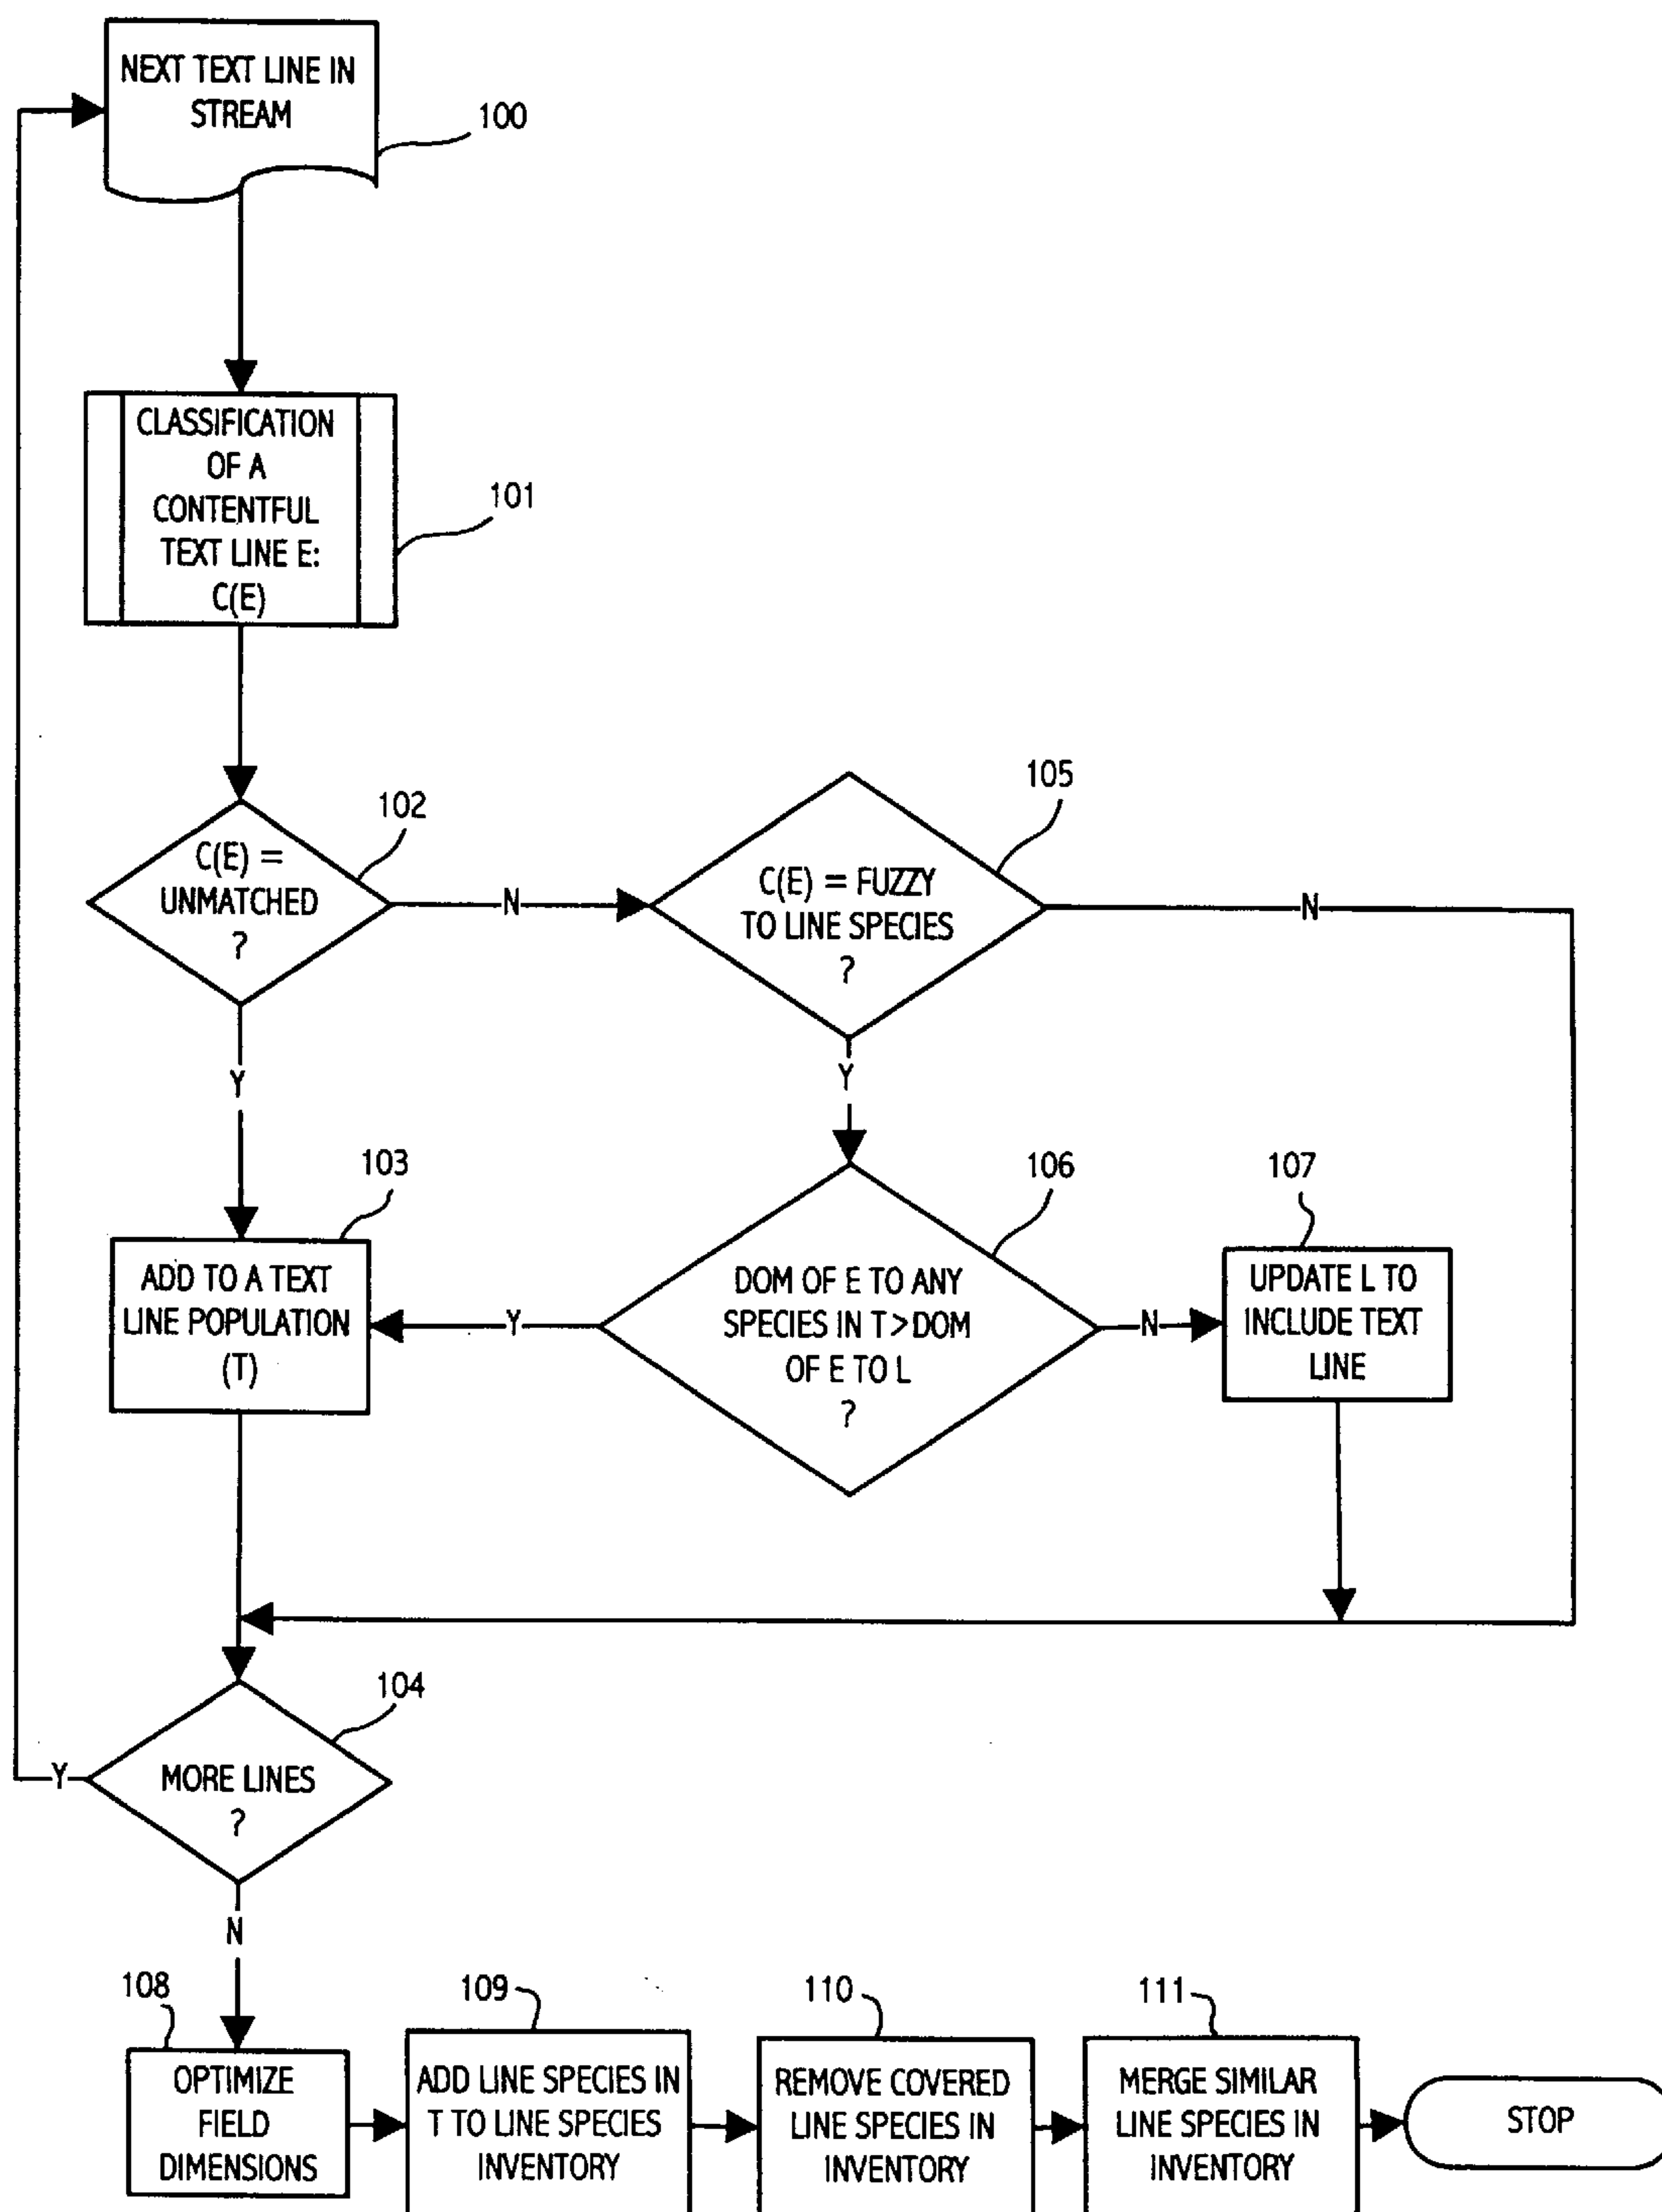 NEXT TEXT LINE IN
STREAM
100
CLASSIFICATION
OF A
CONTENTFUL
TEXT LINE E:
C(E)
101
102
C(E) =
UNMATCHED
?
N
105
C(E) = FUZZY
TO LINE SPECIES
?
N
Y
Y
103
ADD TO A TEXT
LINE POPULATION
(T)
Y
106
DOM OF E TO ANY
SPECIES IN T>DOM
OF E TO L
?
N
107
UPDATE L TO
INCLUDE TEXT
LINE
104
MORE LINES
?
Y
N
108
OPTIMIZE
FIELD
DIMENSIONS
109
ADD LINE SPECIES IN
T TO LINE SPECIES
INVENTORY
110
REMOVE COVERED
LINE SPECIES IN
INVENTORY
111
MERGE SIMILAR
LINE SPECIES IN
INVENTORY
STOP